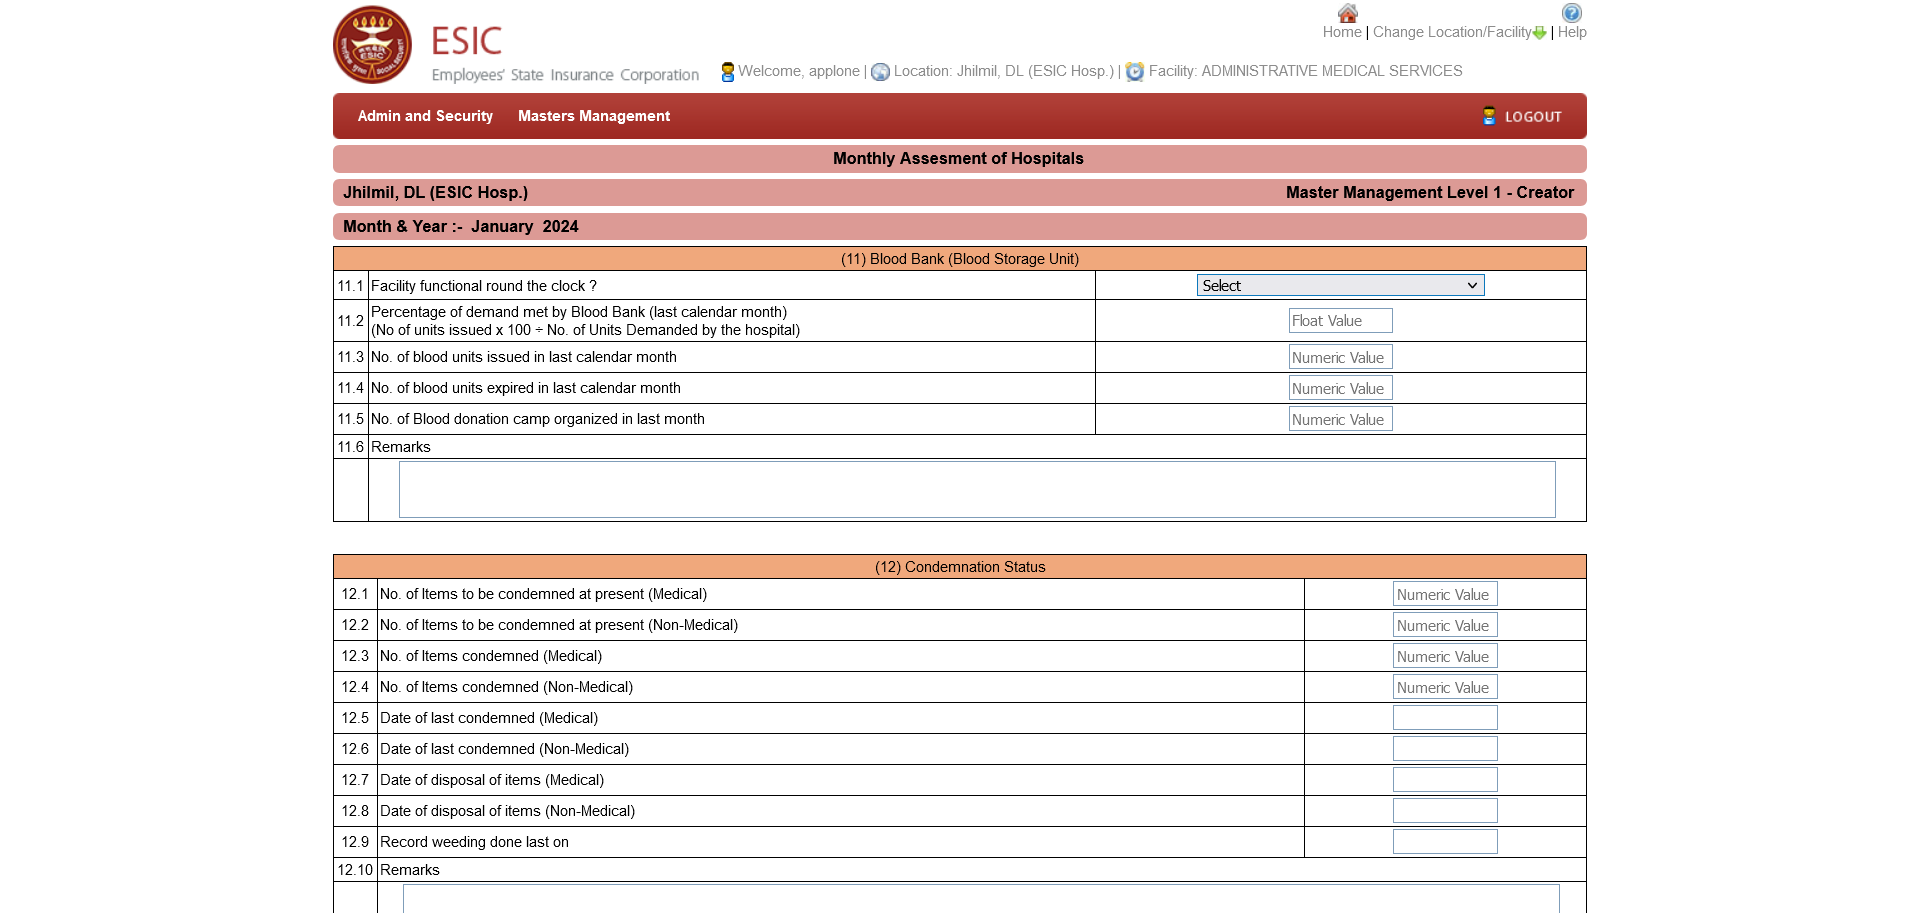 ESIC
Employees' State Insurance Corporation
Home | Change Location/Facility | Help
Welcome, applone | Location: Jhilmil, DL (ESIC Hosp.) | Facility: ADMINISTRATIVE MEDICAL SERVICES
Admin and Security Masters Management LOGOUT
Monthly Assesment of Hospitals
Jhilmil, DL (ESIC Hosp.) Master Management Level 1 - Creator
Month & Year :- January 2024
(11) Blood Bank (Blood Storage Unit)
11.1 Facility functional round the clock ? Select
11.2 Percentage of demand met by Blood Bank (last calendar month)
(No of units issued x 100 ÷ No. of Units Demanded by the hospital) Float Value
11.3 No. of blood units issued in last calendar month Numeric Value
11.4 No. of blood units expired in last calendar month Numeric Value
11.5 No. of Blood donation camp organized in last month Numeric Value
11.6 Remarks
(12) Condemnation Status
12.1 No. of Items to be condemned at present (Medical) Numeric Value
12.2 No. of Items to be condemned at present (Non-Medical) Numeric Value
12.3 No. of Items condemned (Medical) Numeric Value
12.4 No. of Items condemned (Non-Medical) Numeric Value
12.5 Date of last condemned (Medical)
12.6 Date of last condemned (Non-Medical)
12.7 Date of disposal of items (Medical)
12.8 Date of disposal of items (Non-Medical)
12.9 Record weeding done last on
12.10 Remarks